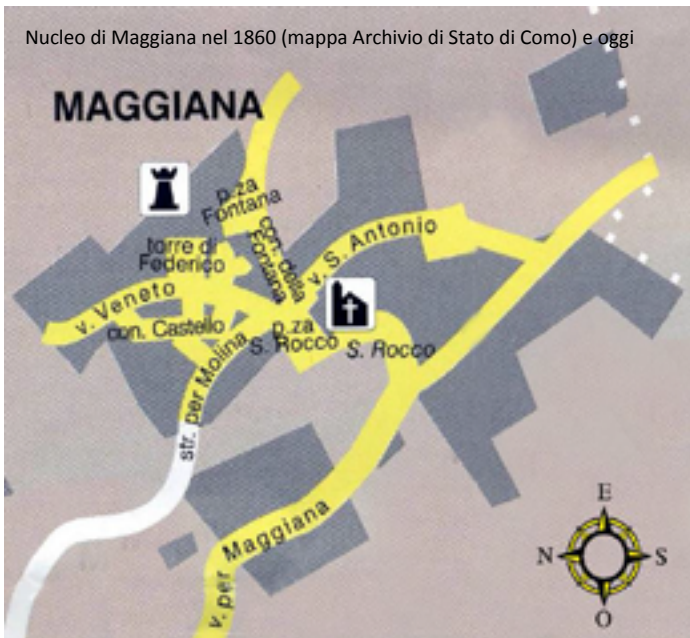 Nucleo di Maggiana nel 1860 (mappa Archivio di Stato di Como) e oggi
MAGGIANA
p.za
Fontana
con. della
Fontana
torre di
Federico
v. S. Antonio
v. Veneto
con. Castello
p.za
S. Rocco
S. Rocco
str. per Molina
v. per Maggiana
E
N
S
O